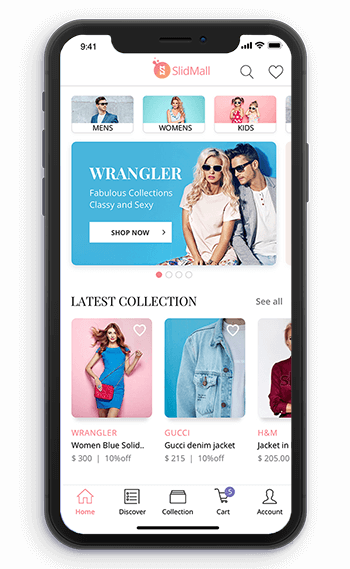 9:41
SlidMall
MENS WOMENS KIDS
WRANGLER
Fabulous Collections
Classy and Sexy
SHOP NOW
LATEST COLLECTION See all
WRANGLER GUCCI H&M
Women Blue Solid.. Gucci denim jacket Jacket in
$ 300 | 10%off $ 215 | 10%off $ 205.00
5
Home Discover Collection Cart Account